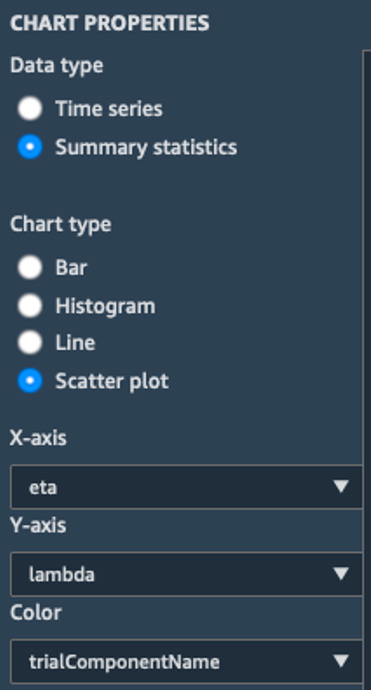 CHART PROPERTIES
Data type
Time series
Summary statistics
Chart type
Bar
Histogram
Line
Scatter plot
X-axis
eta
Y-axis
lambda
Color
trialComponentName